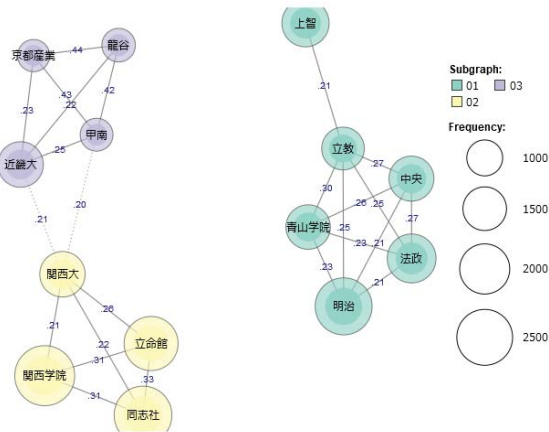 京都産業
龍谷
.44
.43
.22
.42
.23
甲南
.25
近畿大
.21
.20
関西大
.21
.26
.22
立命館
.31
関西学院
.33
.31
同志社
上智
.21
立教
.27
中央
.30
.26
.25
青山学院
.25
.27
.23
.21
法政
.23
.21
明治
Subgraph:
01
03
02
Frequency:
1000
1500
2000
2500